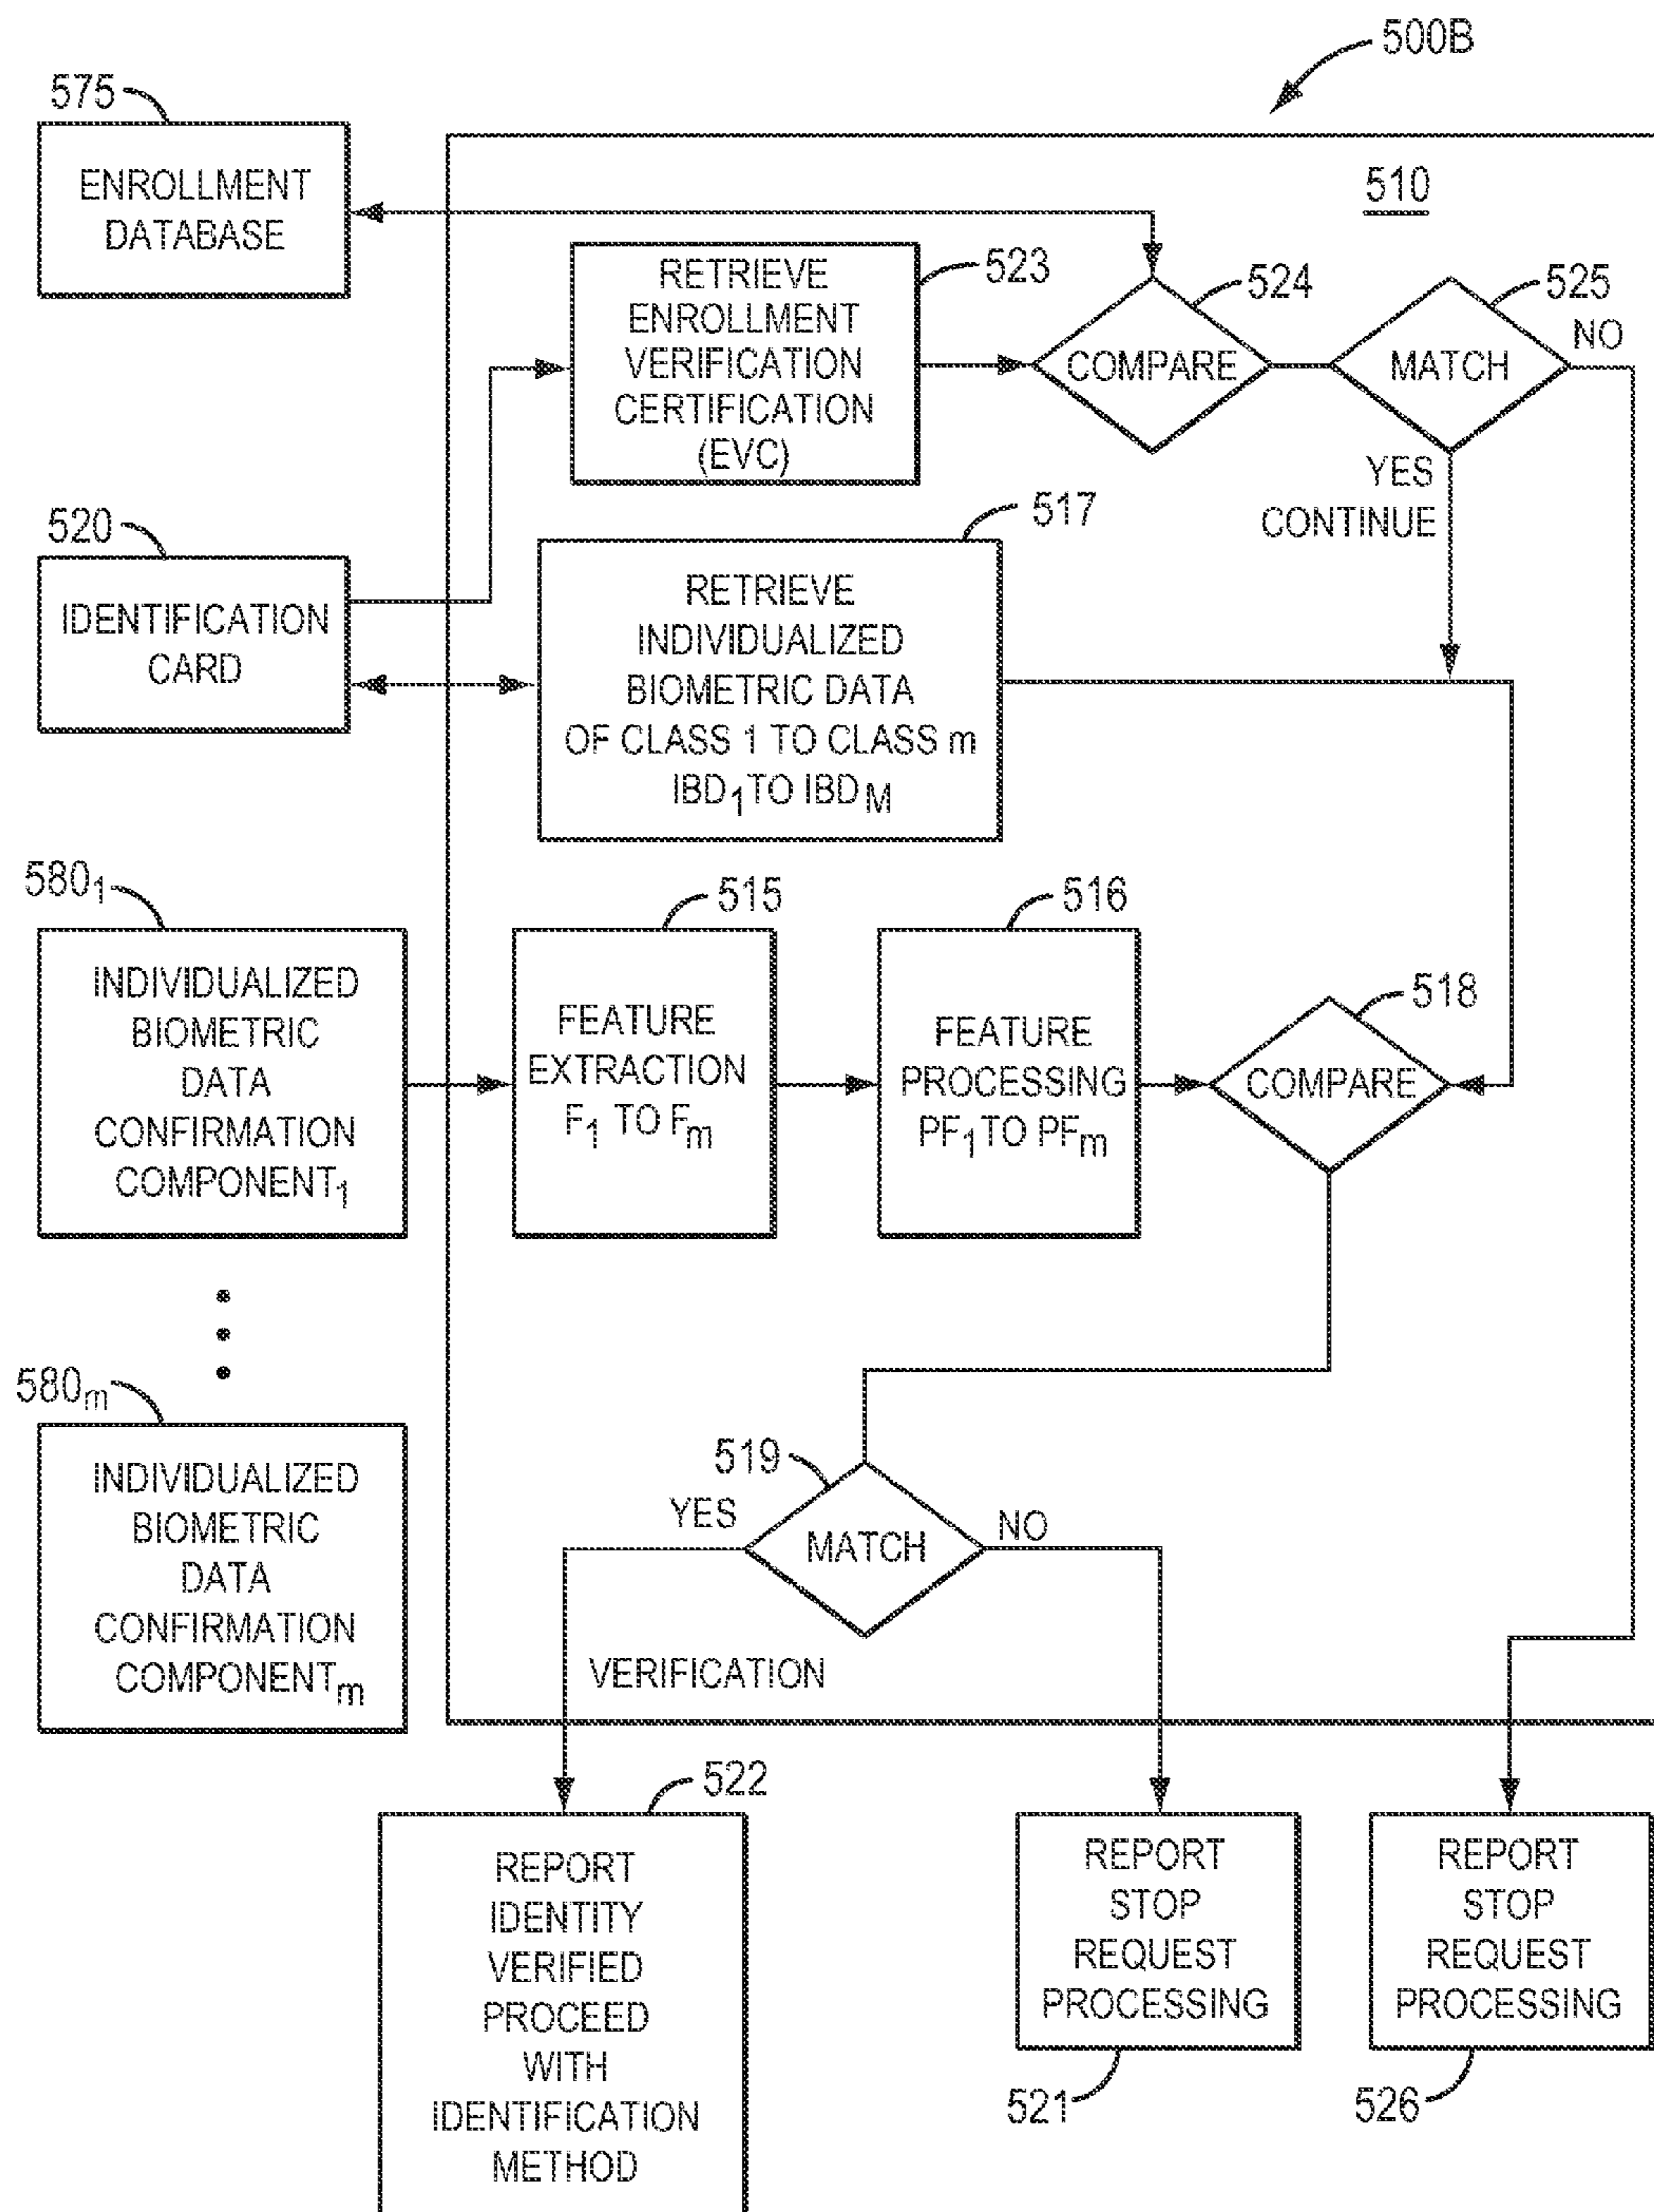 500B
575
ENROLLMENT
DATABASE
510
RETRIEVE
ENROLLMENT
VERIFICATION
CERTIFICATION
(EVC)
523
524
COMPARE
525
MATCH
NO
YES
CONTINUE
520
IDENTIFICATION
CARD
517
RETRIEVE
INDIVIDUALIZED
BIOMETRIC DATA
OF CLASS 1 TO CLASS m
IBD1 TO IBDM
5801
INDIVIDUALIZED
BIOMETRIC
DATA
CONFIRMATION
COMPONENT1
515
FEATURE
EXTRACTION
F1 TO Fm
516
FEATURE
PROCESSING
PF1 TO PFm
518
COMPARE
580m
INDIVIDUALIZED
BIOMETRIC
DATA
CONFIRMATION
COMPONENTm
519
YES
MATCH
NO
VERIFICATION
522
REPORT
IDENTITY
VERIFIED
PROCEED
WITH
IDENTIFICATION
METHOD
REPORT
STOP
REQUEST
PROCESSING
521
REPORT
STOP
REQUEST
PROCESSING
526